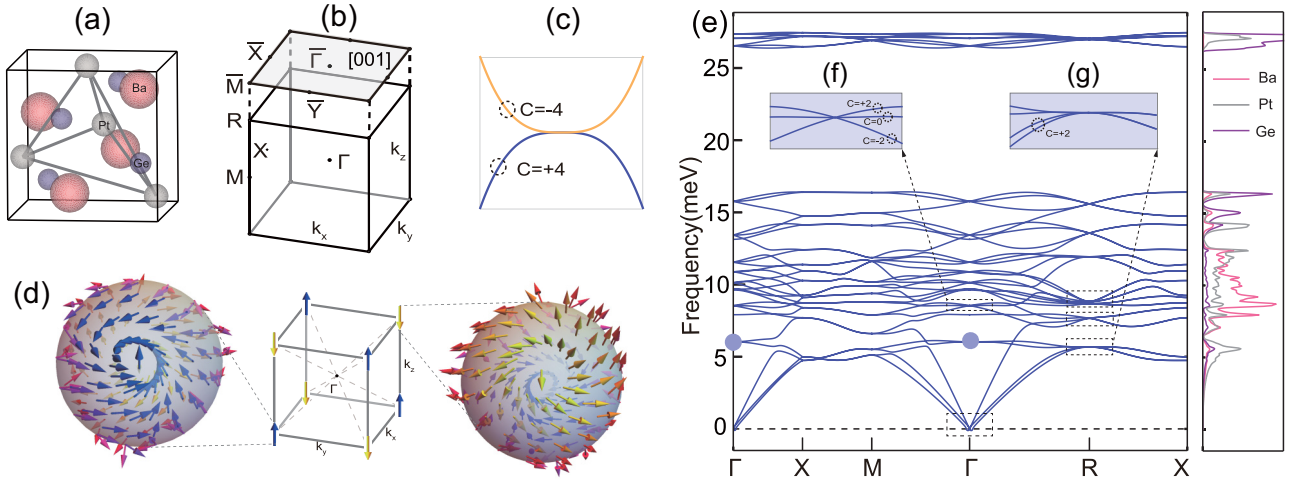 (a)
Ba
Pt
Ge
(b)
X̅
Γ̅
[001]
M̅
Y̅
R
X
Γ
k_z
M
k_x
k_y
(c)
C=-4
C=+4
(d)
Γ
k_z
k_x
k_y
(e)
Frequency(meV)
25
20
15
10
5
0
Γ
X
M
Γ
R
X
(f)
C=+2
C=0
C=-2
(g)
C=+2
Ba
Pt
Ge